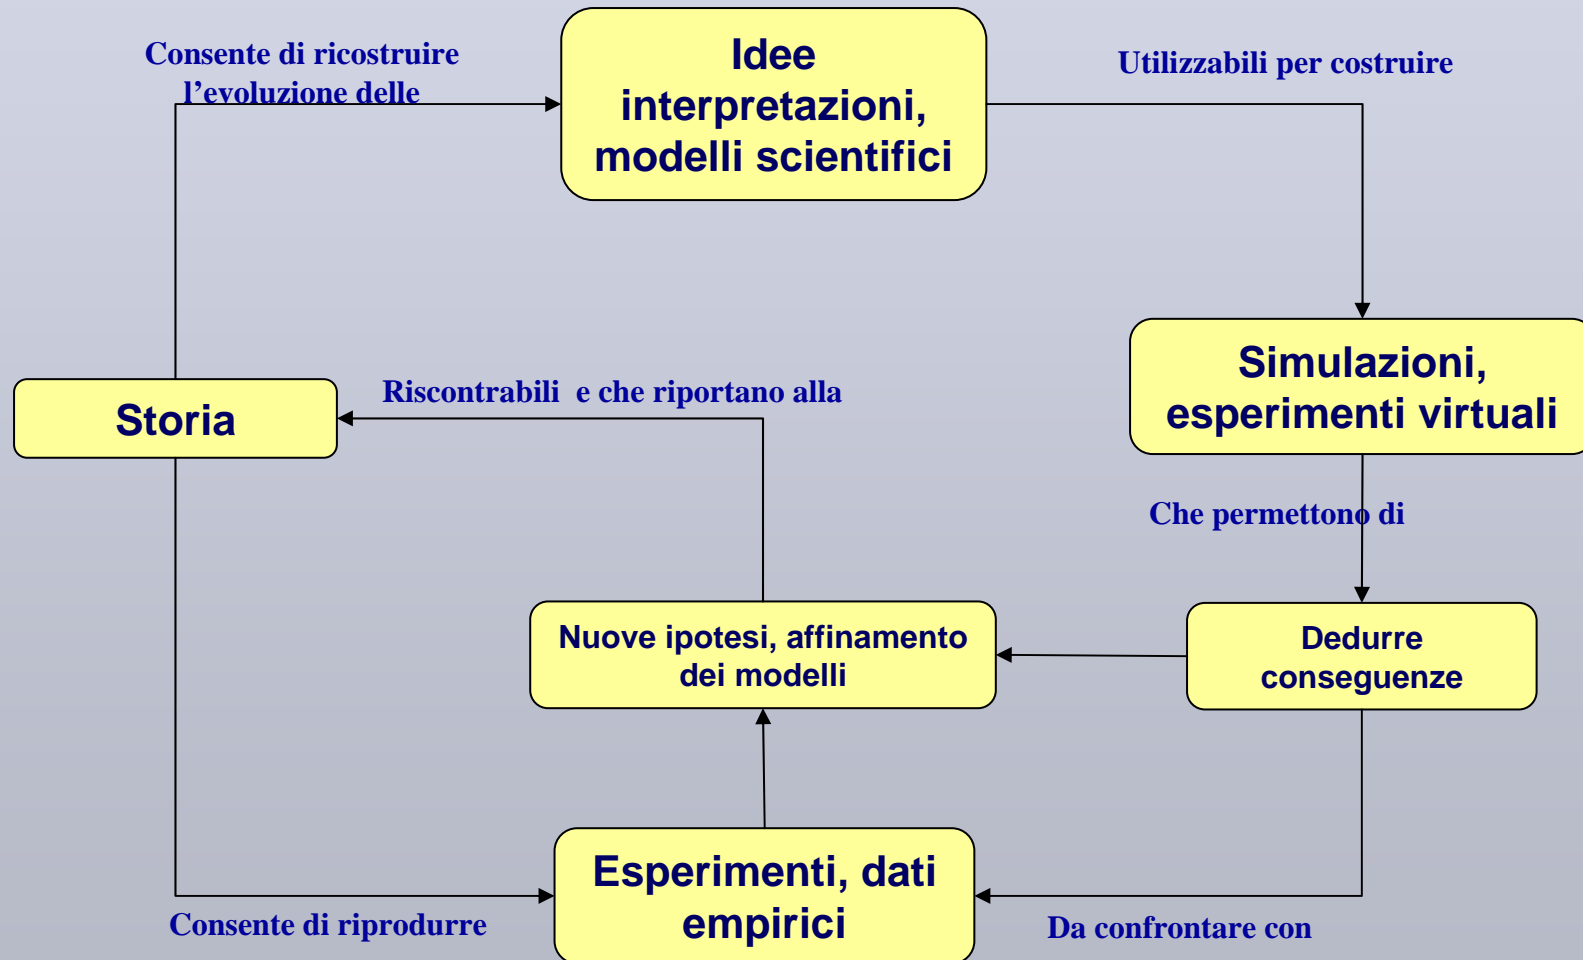 Consente di ricostruire
l’evoluzione delle
Idee
interpretazioni,
modelli scientifici
Utilizzabili per costruire
Simulazioni,
esperimenti virtuali
Storia
Riscontrabili  e che riportano alla
Che permettono di
Nuove ipotesi, affinamento
dei modelli
Dedurre
conseguenze
Esperimenti, dati
empirici
Consente di riprodurre
Da confrontare con